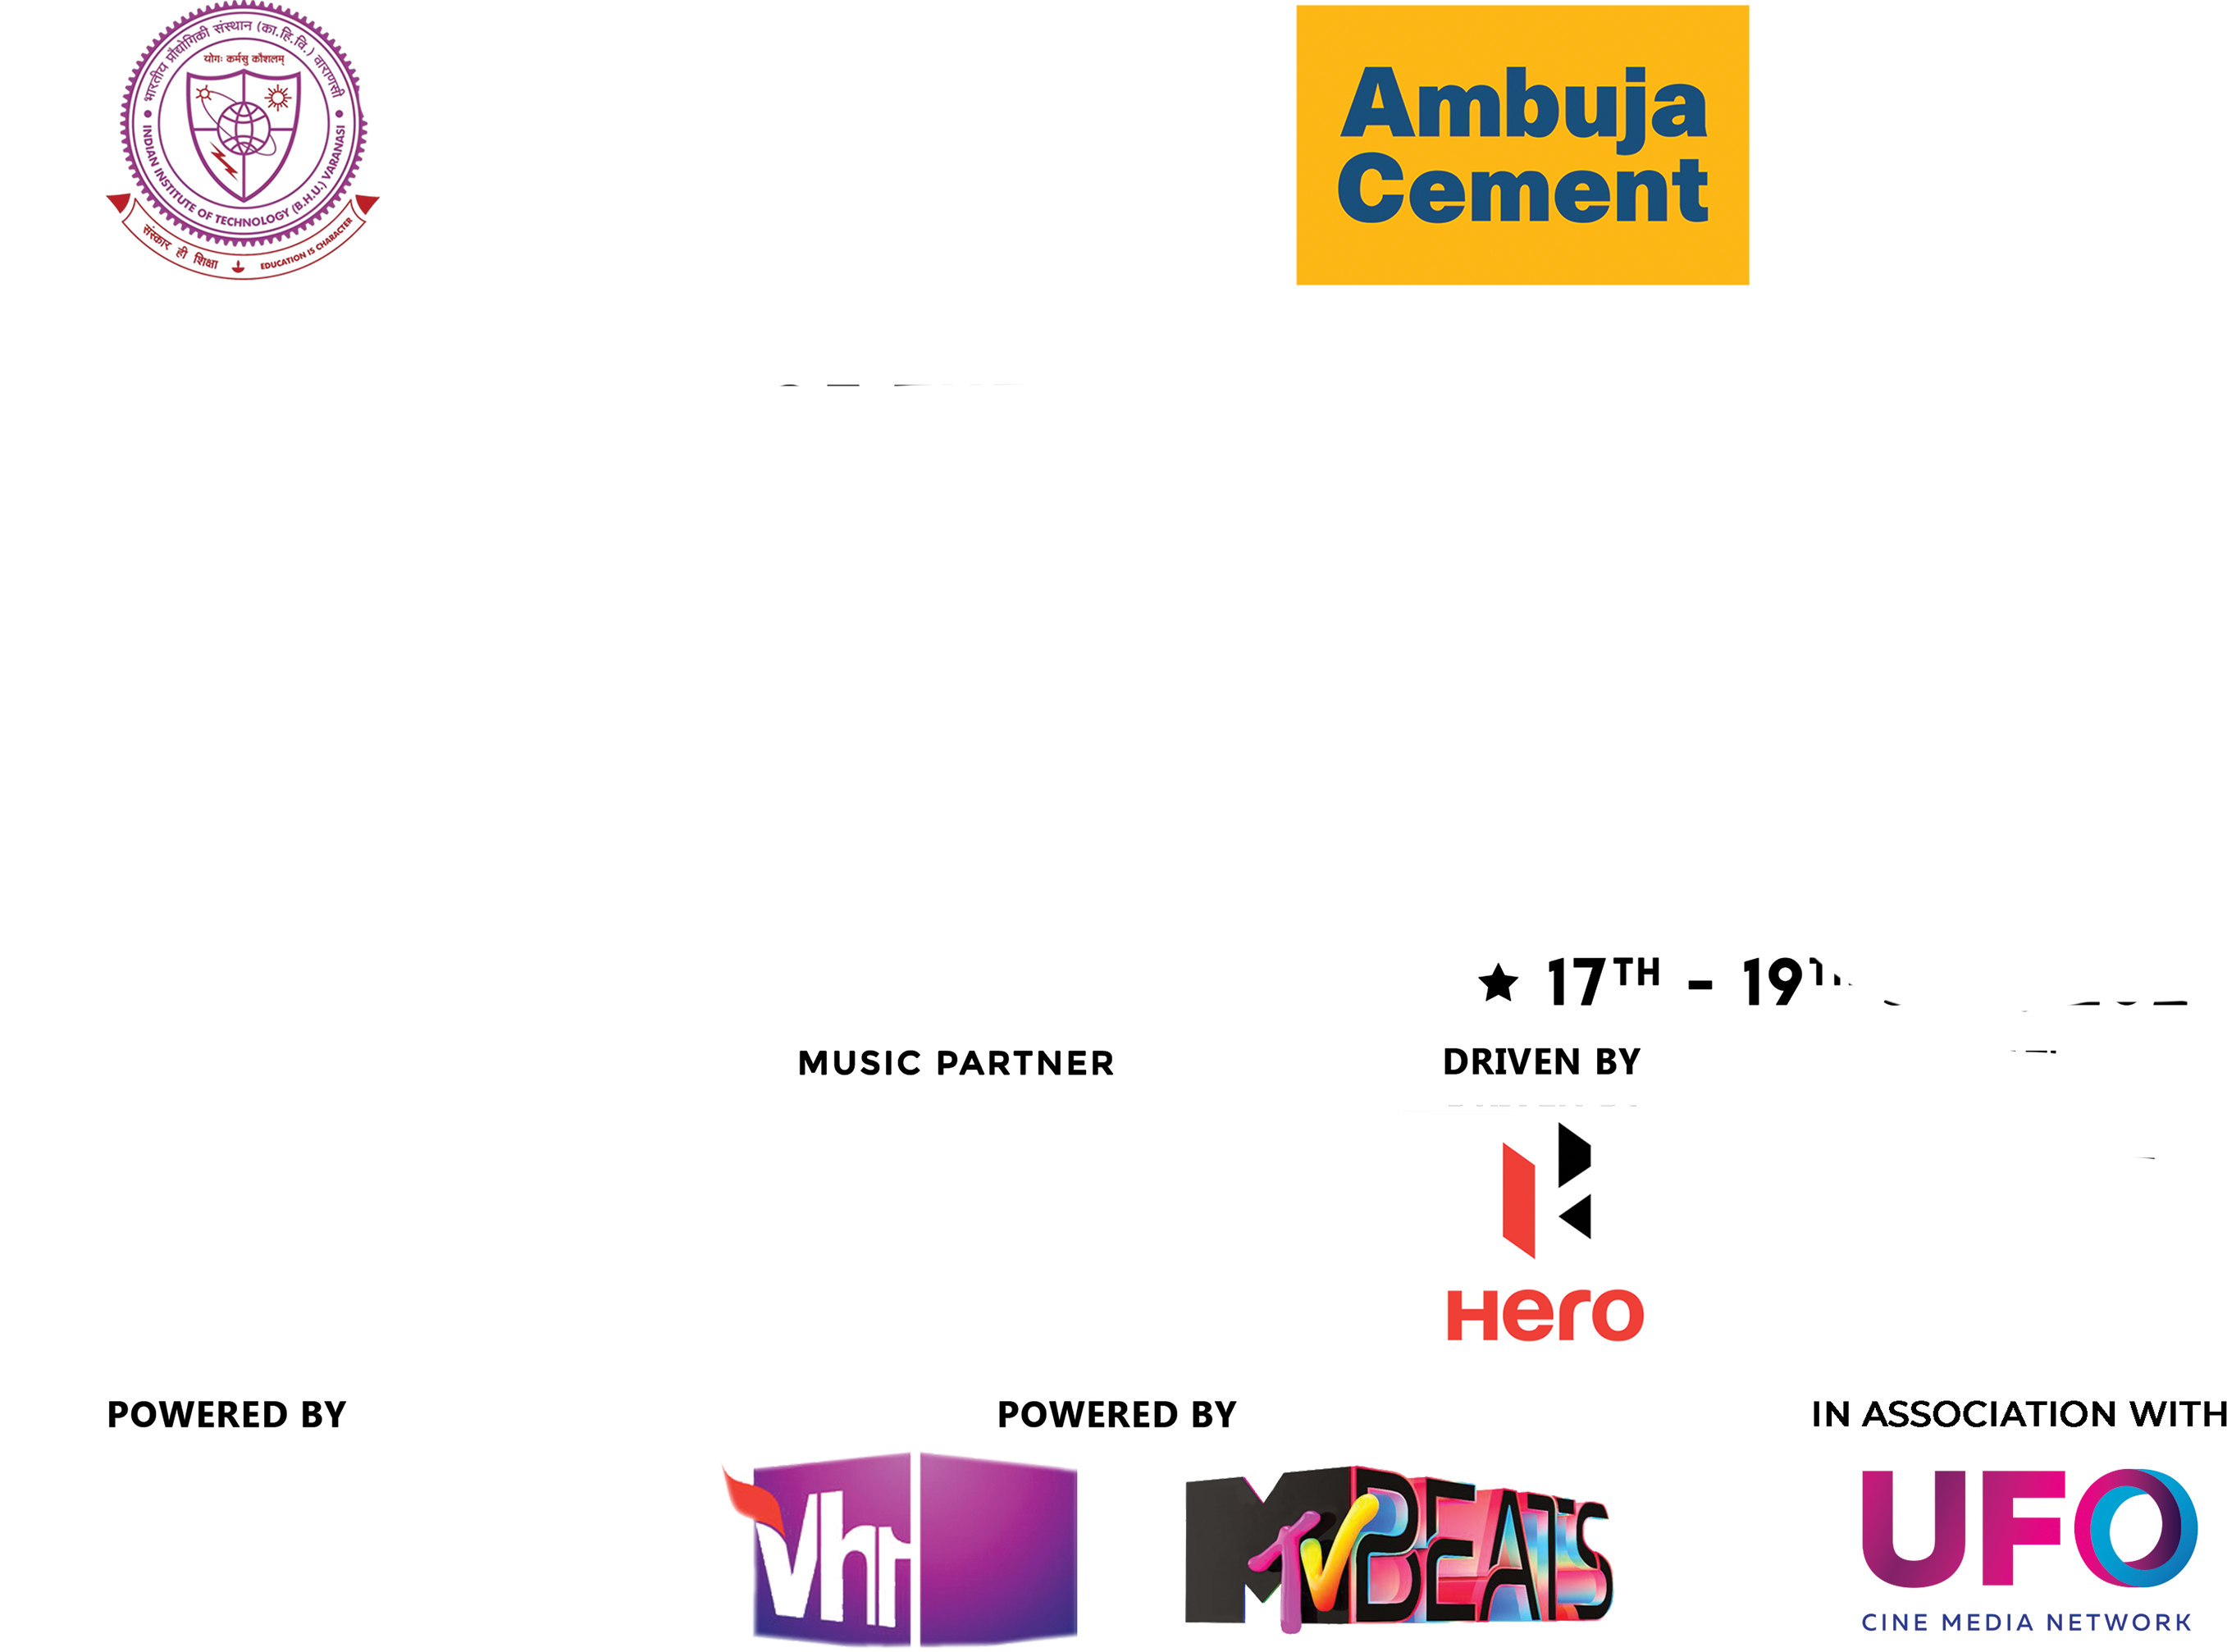 भारतीय प्रौद्योगिकी संस्थान (का.हि.वि.) वाराणसी
योगः कर्मसु कौशलम्
INDIAN INSTITUTE OF TECHNOLOGY (B.H.U.) VARANASI
संस्कार ही शिक्षा
EDUCATION IS CHARACTER
Ambuja
Cement
17TH - 19
MUSIC PARTNER
DRIVEN BY
Hero
POWERED BY
POWERED BY
IN ASSOCIATION WITH
Vh1
MTV BEATS
UFO
CINE MEDIA NETWORK